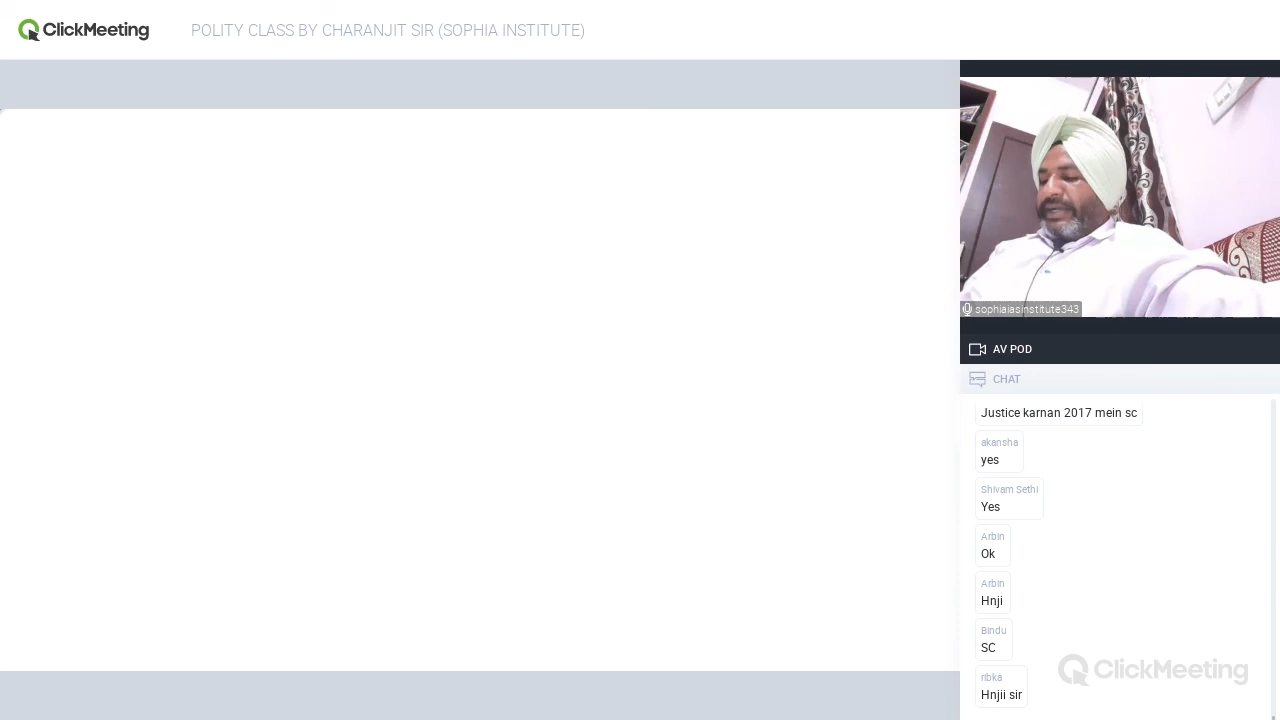 ClickMeeting
POLITY CLASS BY CHARANJIT SIR (SOPHIA INSTITUTE)
sophiaiasinstitute343
AV POD
CHAT
Justice karnan 2017 mein sc
akansha
yes
Shivam Sethi
Yes
Arbin
Ok
Arbin
Hnji
Bindu
SC
ribka
Hnjii sir
ClickMeeting